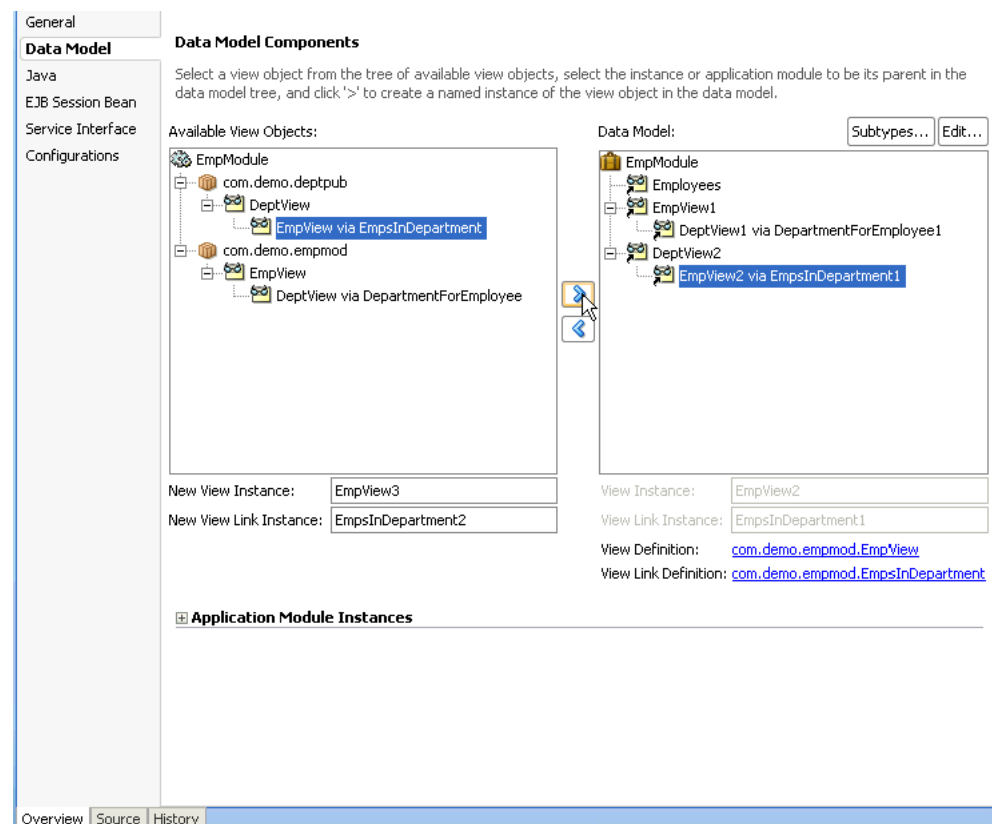 General
Data Model
Java
EJB Session Bean
Service Interface
Configurations
Data Model Components
Select a view object from the tree of available view objects, select the instance or application module to be its parent in the
data model tree, and click '>' to create a named instance of the view object in the data model.
Available View Objects:
EmpModule
com.demo.deptpub
DeptView
EmpView via EmpsInDepartment
com.demo.empmod
EmpView
DeptView via DepartmentForEmployee
New View Instance: EmpView3
New View Link Instance: EmpsInDepartment2
Data Model: Subtypes... Edit...
EmpModule
Employees
EmpView1
DeptView1 via DepartmentForEmployee1
DeptView2
EmpView2 via EmpsInDepartment1
View Instance: EmpView2
View Link Instance: EmpsInDepartment1
View Definition: com.demo.empmod.EmpView
View Link Definition: com.demo.empmod.EmpsInDepartment
Application Module Instances
Overview Source History